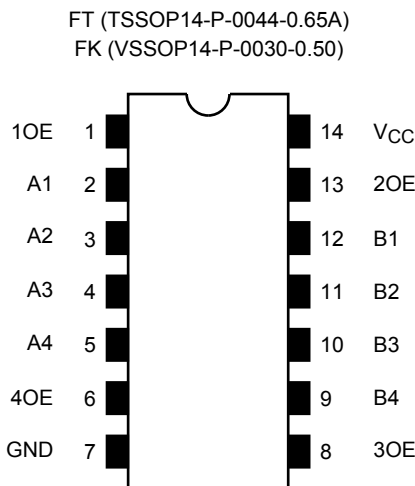 FT (TSSOP14-P-0044-0.65A)
FK (VSSOP14-P-0030-0.50)
1OE 1 14 VCC
A1 2 13 2OE
A2 3 12 B1
A3 4 11 B2
A4 5 10 B3
4OE 6 9 B4
GND 7 8 3OE